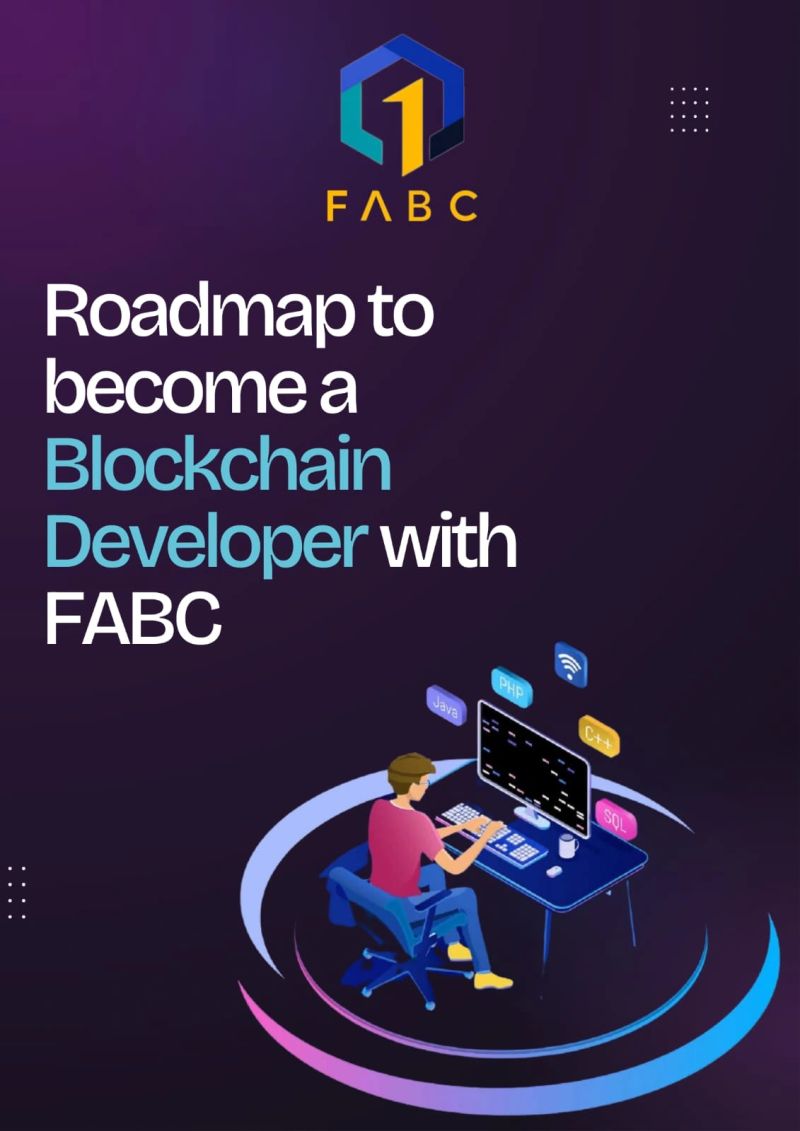 FABC
Roadmap to
become a
Blockchain
Developer with
FABC
PHP
Java
C++
SQL